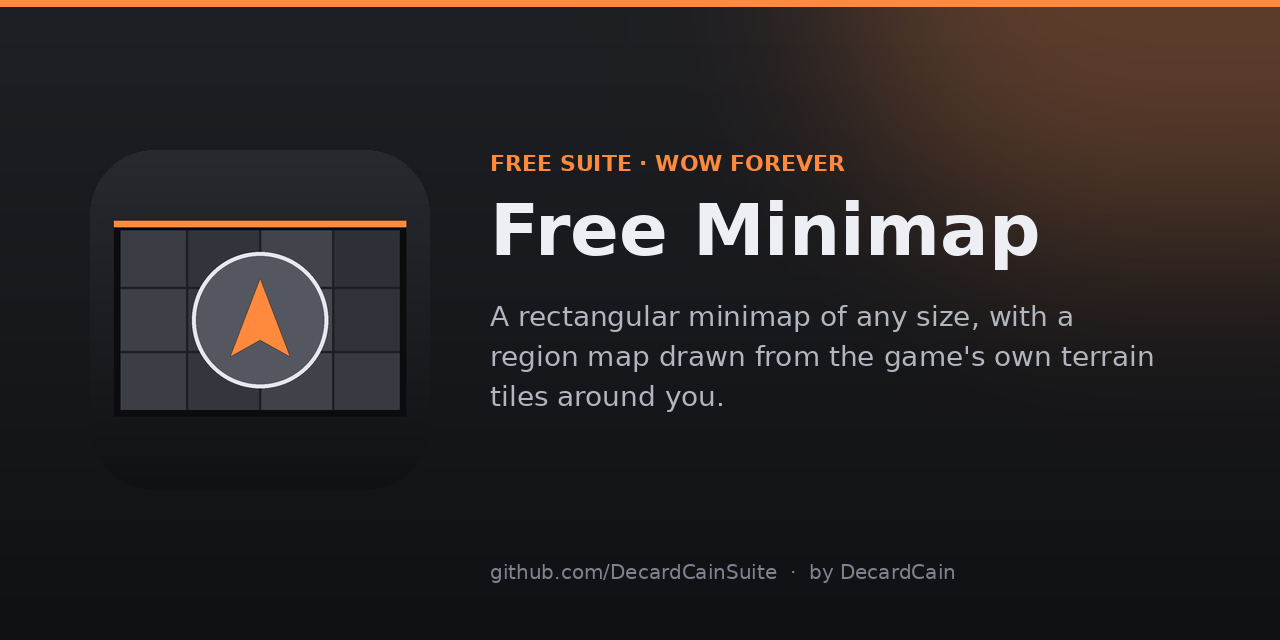 FREE SUITE · WOW FOREVER
Free Minimap
A rectangular minimap of any size, with a
region map drawn from the game's own terrain
tiles around you.
github.com/DecardCainSuite · by DecardCain